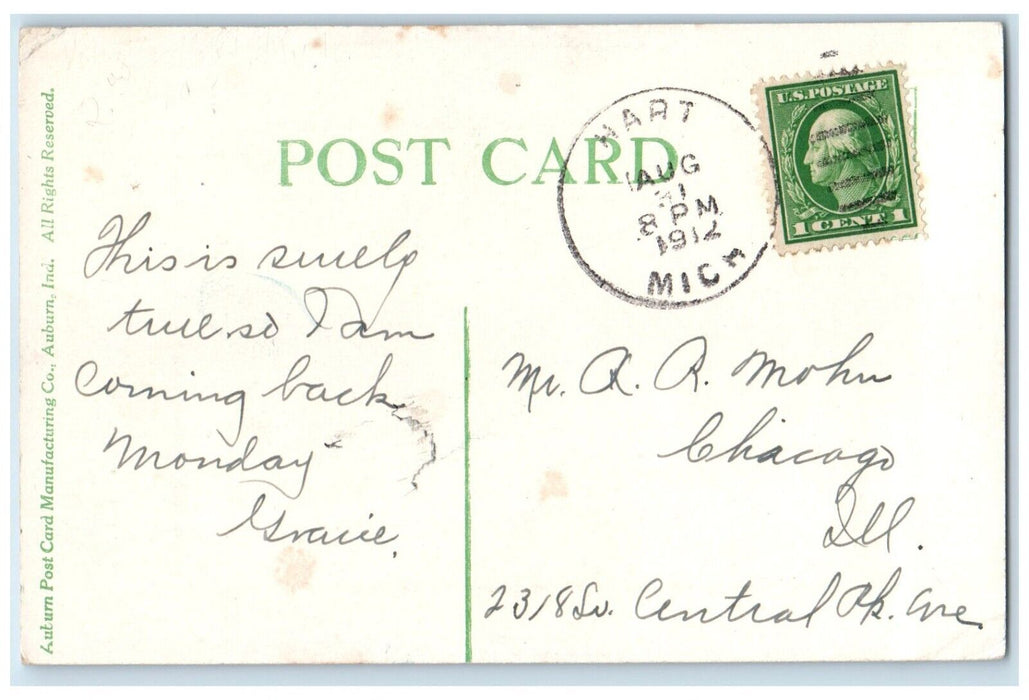 Auburn Post Card Manufacturing Co., Auburn, Ind. All Rights Reserved.
POST CARD
HART
AUG
8 PM
1912
MICH
U.S. POSTAGE
1 CENT 1
This is surely
true so I am
coming back
Monday
Gracie.
Mr. A. R. Mohn
Chicago
Ill.
2318 So. Central Pk. Ave.